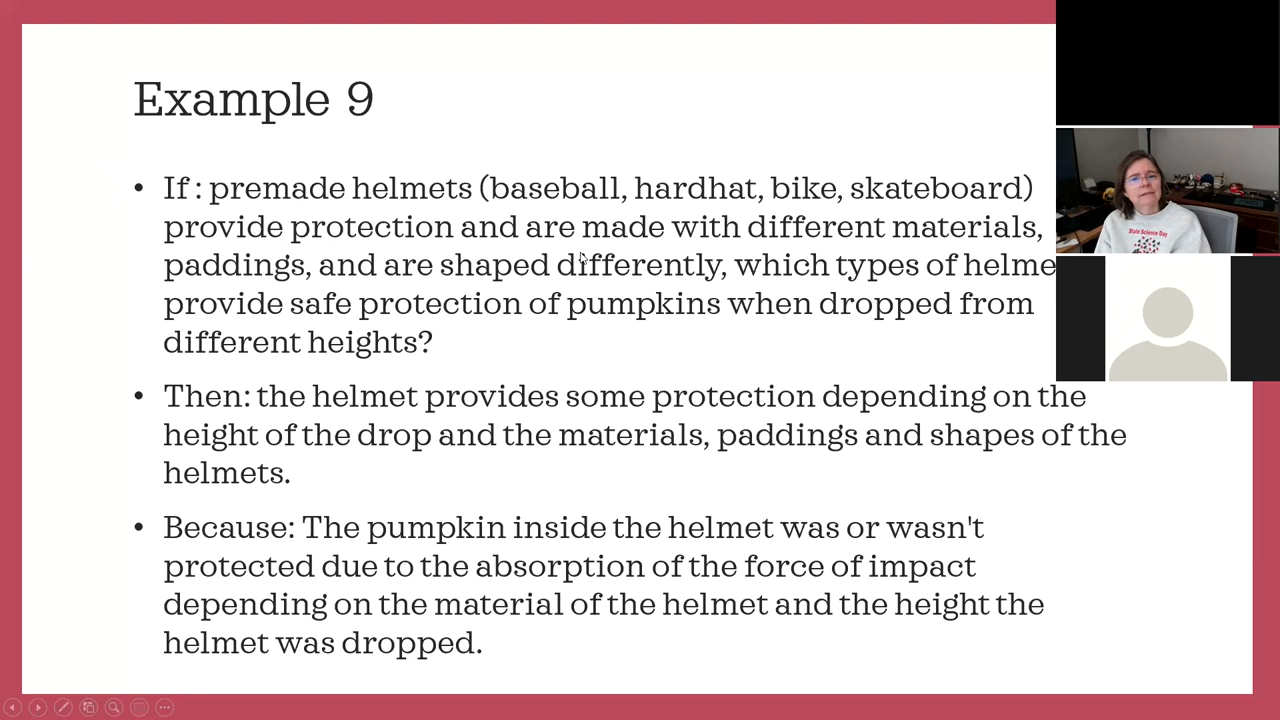 Example 9
• If : premade helmets (baseball, hardhat, bike, skateboard)
provide protection and are made with different materials,
paddings, and are shaped differently, which types of helme
provide safe protection of pumpkins when dropped from
different heights?
• Then: the helmet provides some protection depending on the
height of the drop and the materials, paddings and shapes of the
helmets.
• Because: The pumpkin inside the helmet was or wasn't
protected due to the absorption of the force of impact
depending on the material of the helmet and the height the
helmet was dropped.
State Science Day